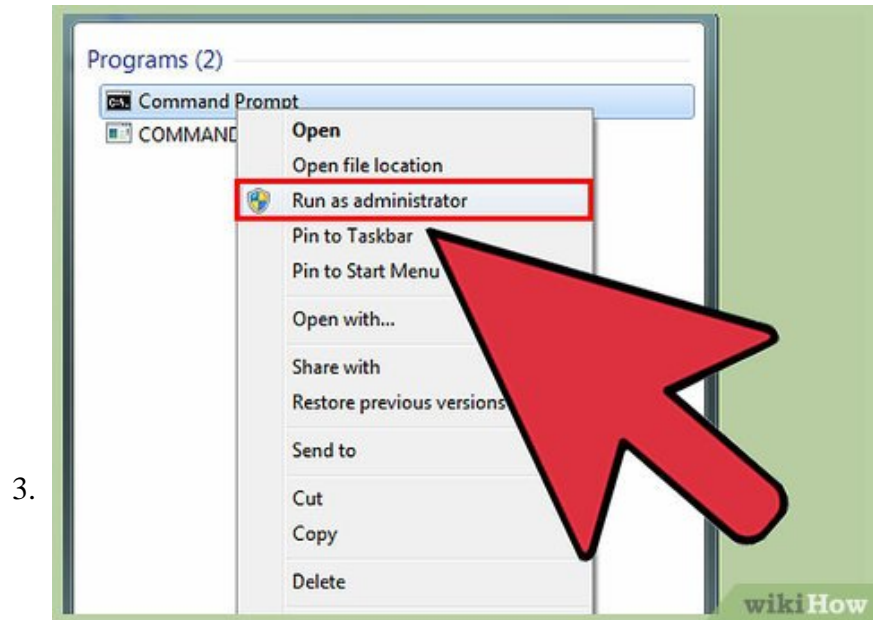 Programs (2)
Command Prompt
COMMAND
Open
Open file location
Run as administrator
Pin to Taskbar
Pin to Start Menu
Open with...
Share with
Restore previous versions
Send to
3.
Cut
Copy
Delete
wikiHow